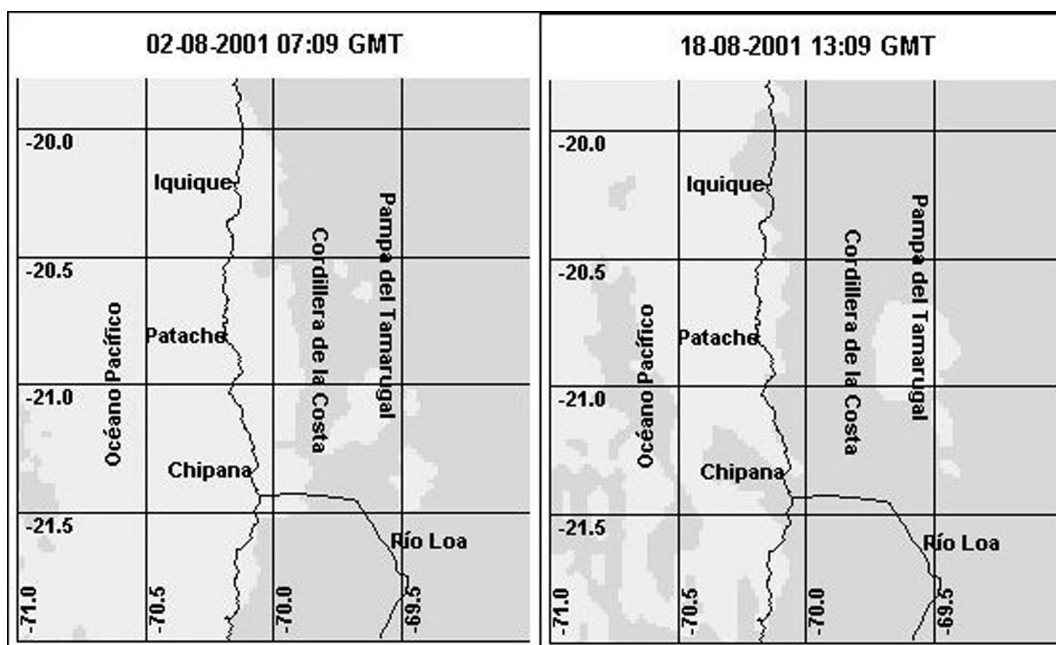 02-08-2001 07:09 GMT
-20.0
Iquique
-20.5
Pampa del Tamarugal
Cordillera de la Costa
Océano Pacífico
Patache
-21.0
Chipana
-21.5
Río Loa
-71.0
-70.5
-70.0
-69.5
18-08-2001 13:09 GMT
-20.0
Iquique
-20.5
Pampa del Tamarugal
Cordillera de la Costa
Océano Pacífico
Patache
-21.0
Chipana
-21.5
Río Loa
-71.0
-70.5
-70.0
-69.5